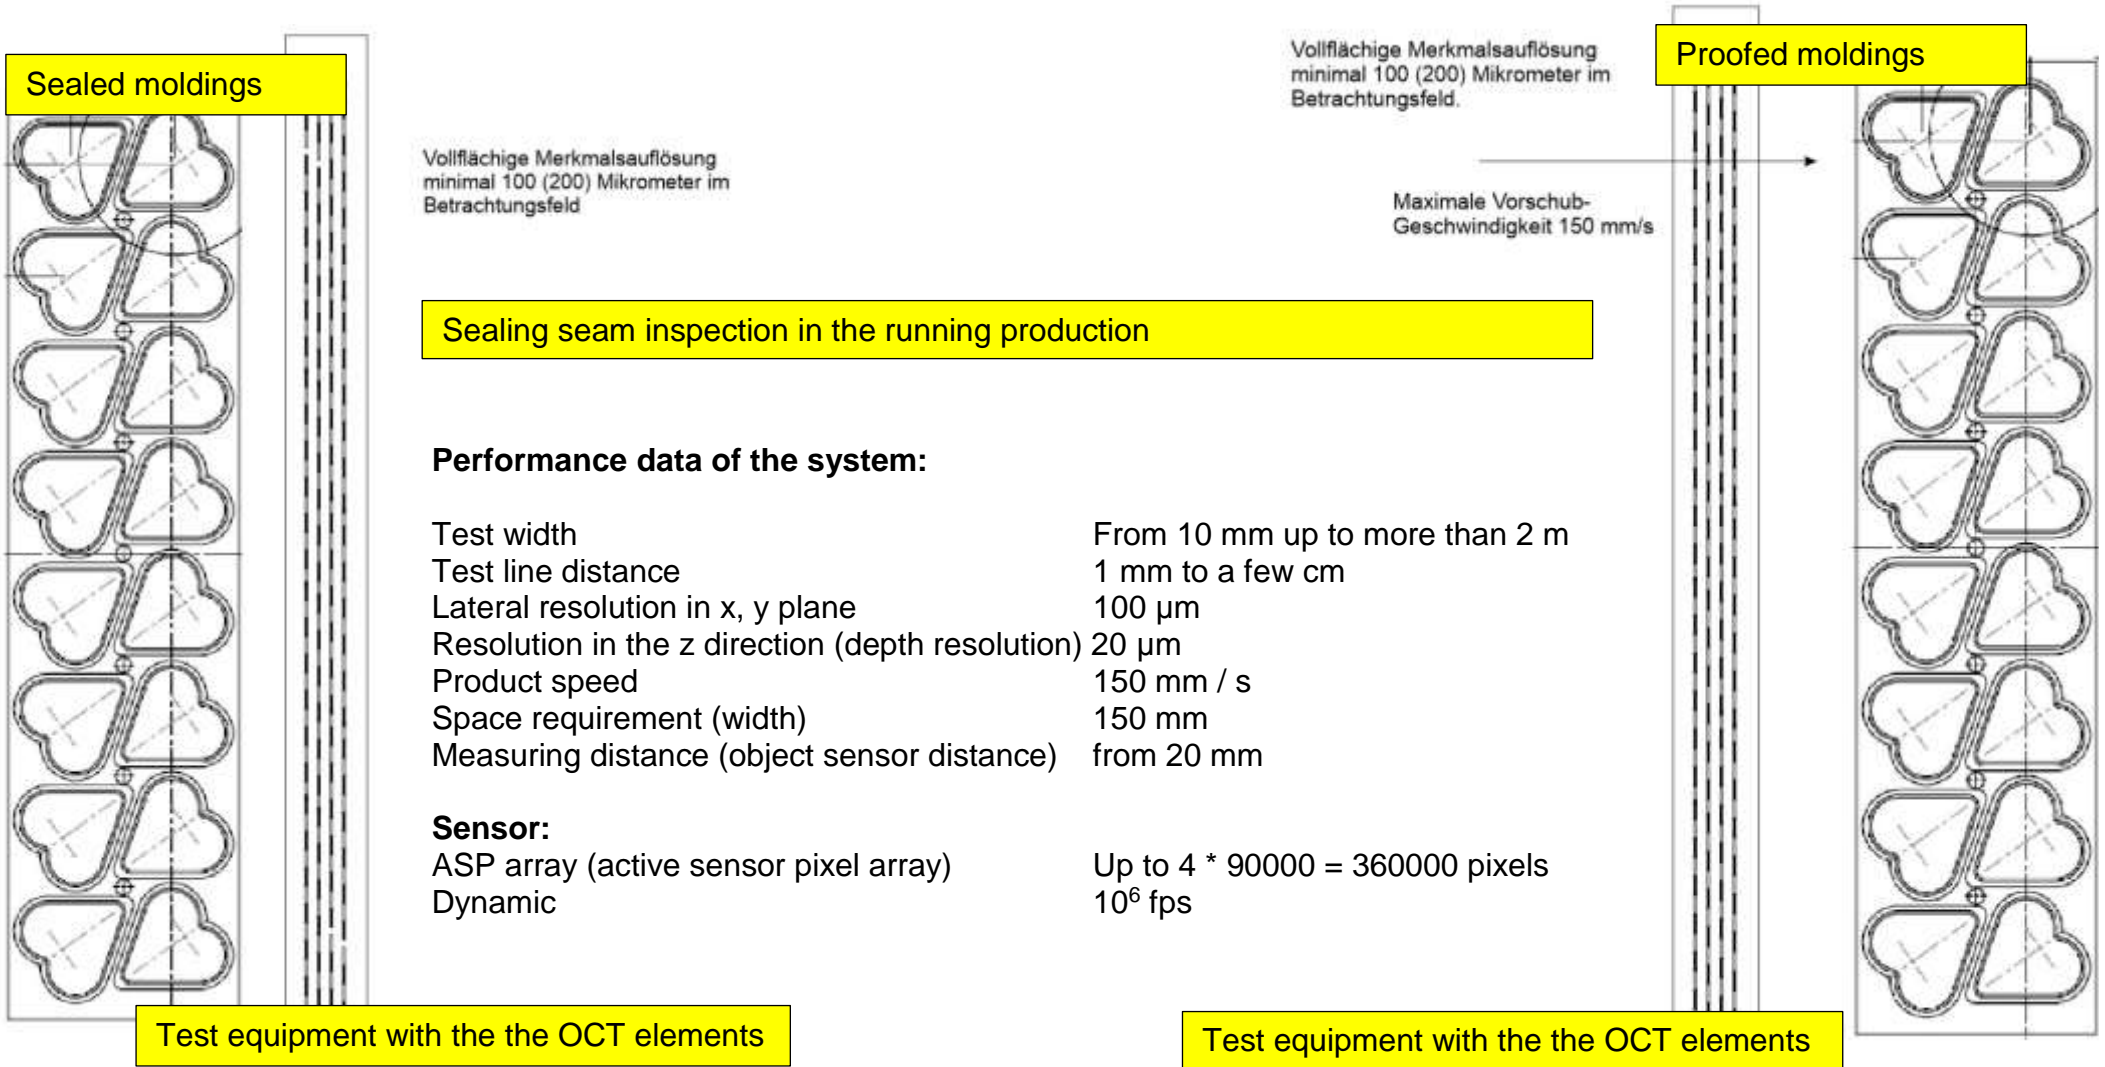 Sealed moldings
Vollflächige Merkmalsauflösung
minimal 100 (200) Mikrometer im
Betrachtungsfeld
Vollflächige Merkmalsauflösung
minimal 100 (200) Mikrometer im
Betrachtungsfeld.
Proofed moldings
Maximale Vorschub-
Geschwindigkeit 150 mm/s
Sealing seam inspection in the running production
Performance data of the system:
Test width From 10 mm up to more than 2 m
Test line distance 1 mm to a few cm
Lateral resolution in x, y plane 100 µm
Resolution in the z direction (depth resolution) 20 µm
Product speed 150 mm / s
Space requirement (width) 150 mm
Measuring distance (object sensor distance) from 20 mm
Sensor:
ASP array (active sensor pixel array) Up to 4 * 90000 = 360000 pixels
Dynamic 10⁶ fps
Test equipment with the the OCT elements
Test equipment with the the OCT elements